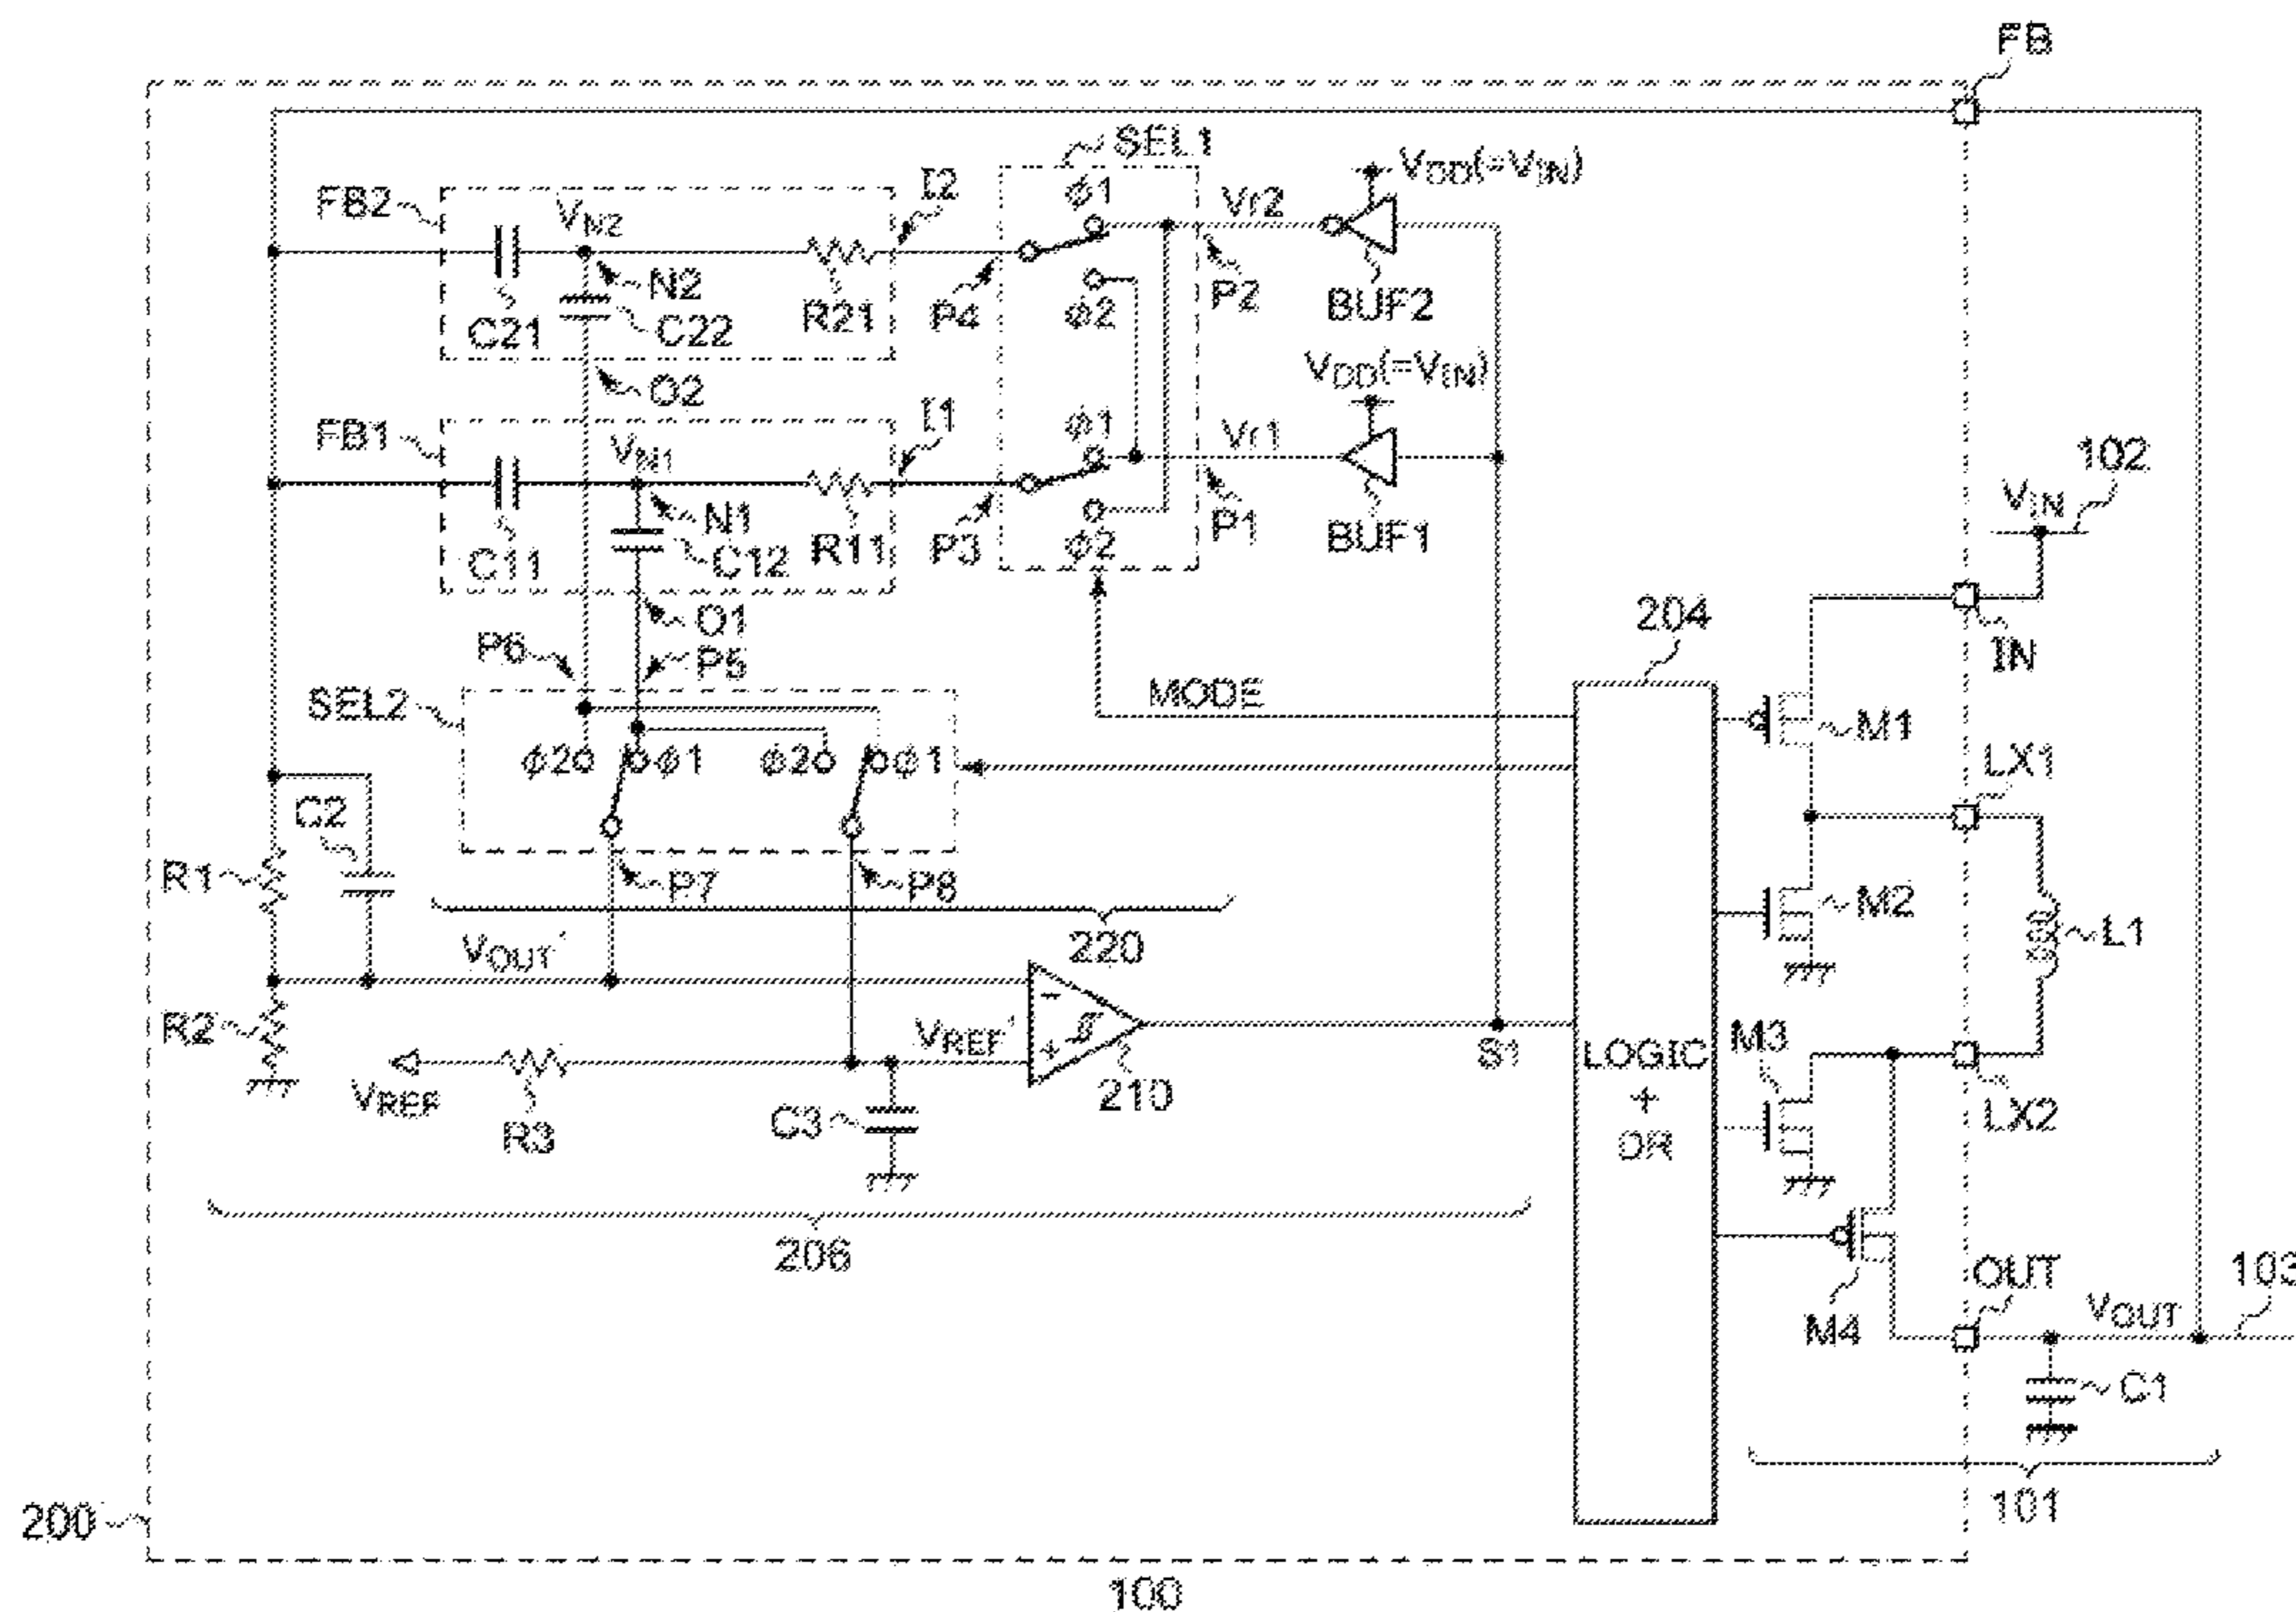 FB
SEL1
VDD(=VIN)
FB2
VN2
I2
φ1
Vr2
N2
P4
φ2
P2
BUF2
C21
C22
R21
VDD(=VIN)
O2
FB1
VN1
I1
φ1
Vr1
102
VIN
N1
P3
P1
BUF1
C11
C12
R11
φ2
O1
204
IN
P6
P5
SEL2
MODE
M1
φ2
φ1
φ2
φ1
LX1
C2
R1
P7
P8
M2
220
L1
VOUT'
R2
VREF'
-
+
S1
LOGIC
+
DR
M3
VREF
210
R3
C3
LX2
206
OUT
103
M4
VOUT
C1
101
200
100